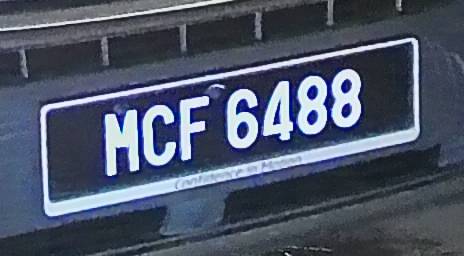 MCF 6488
Confidence in Motion